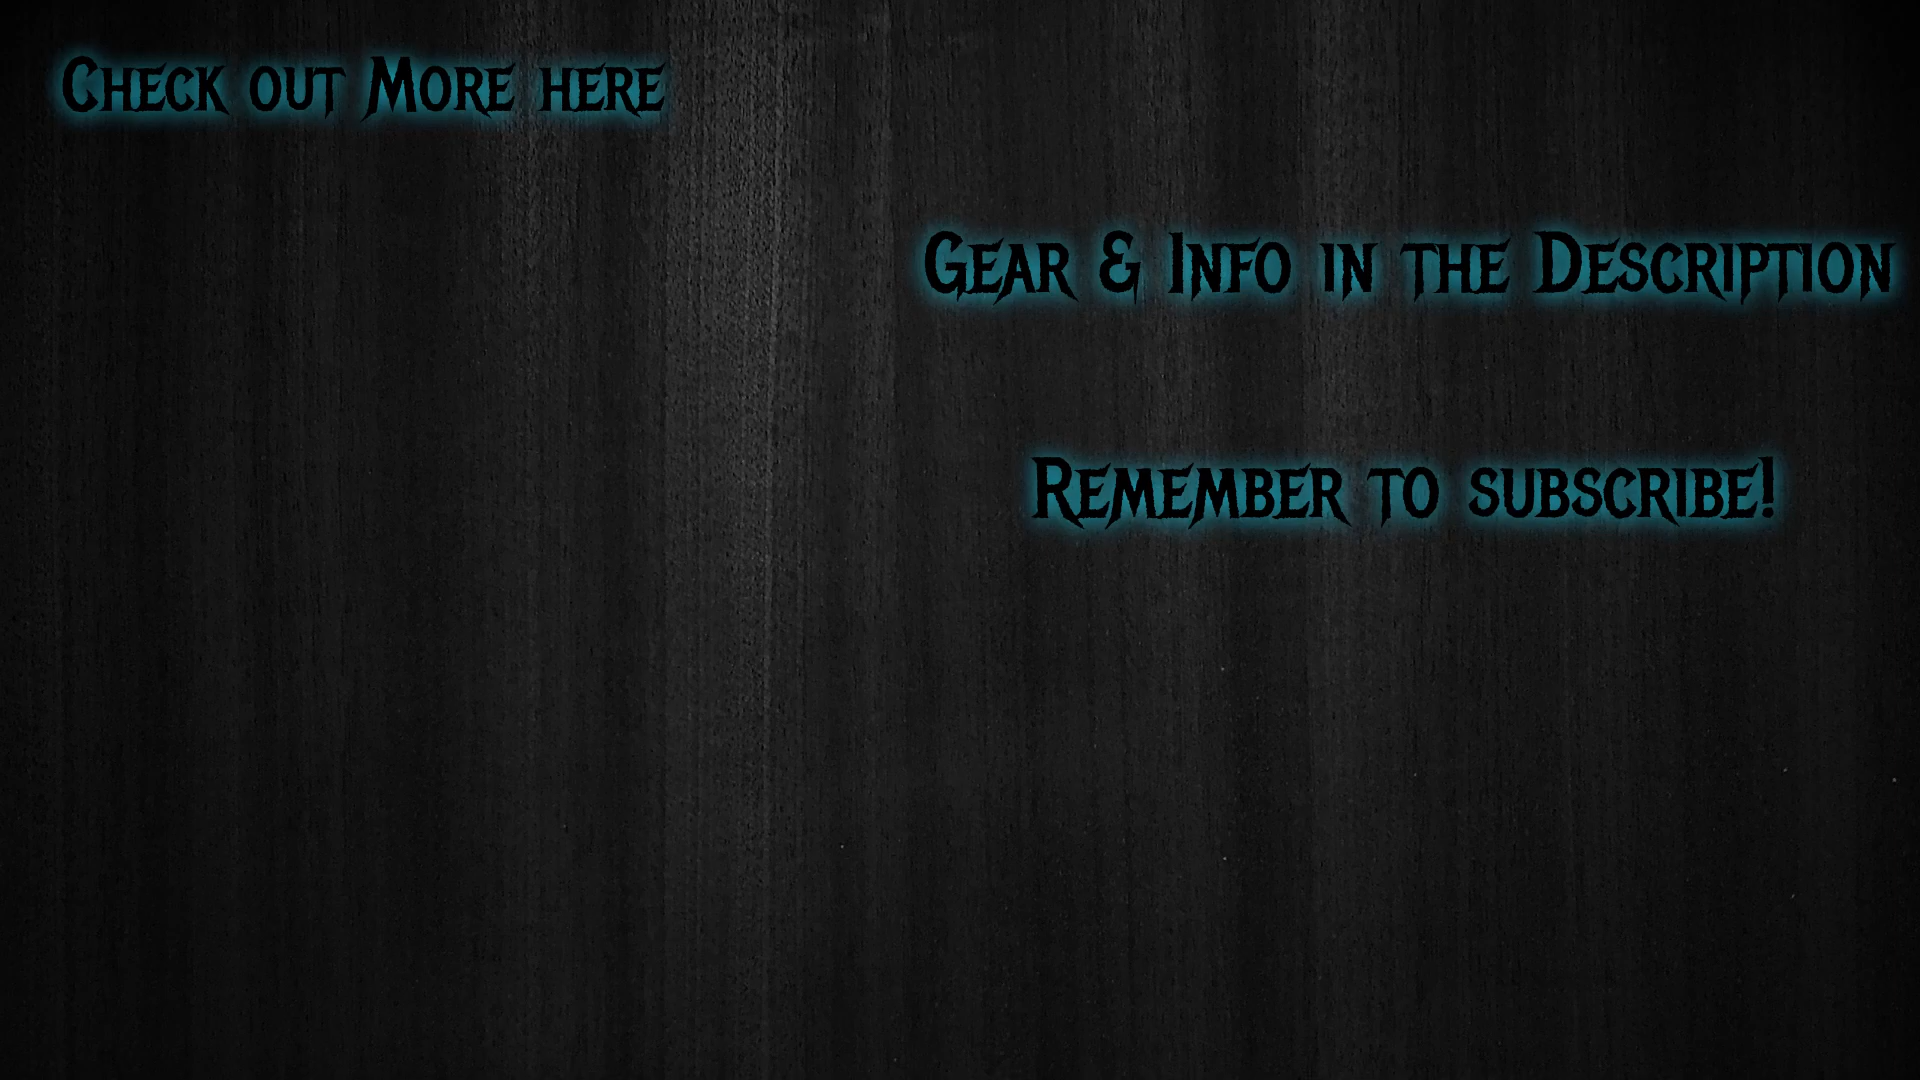 Check out More here
Gear & Info in the Description
Remember to subscribe!